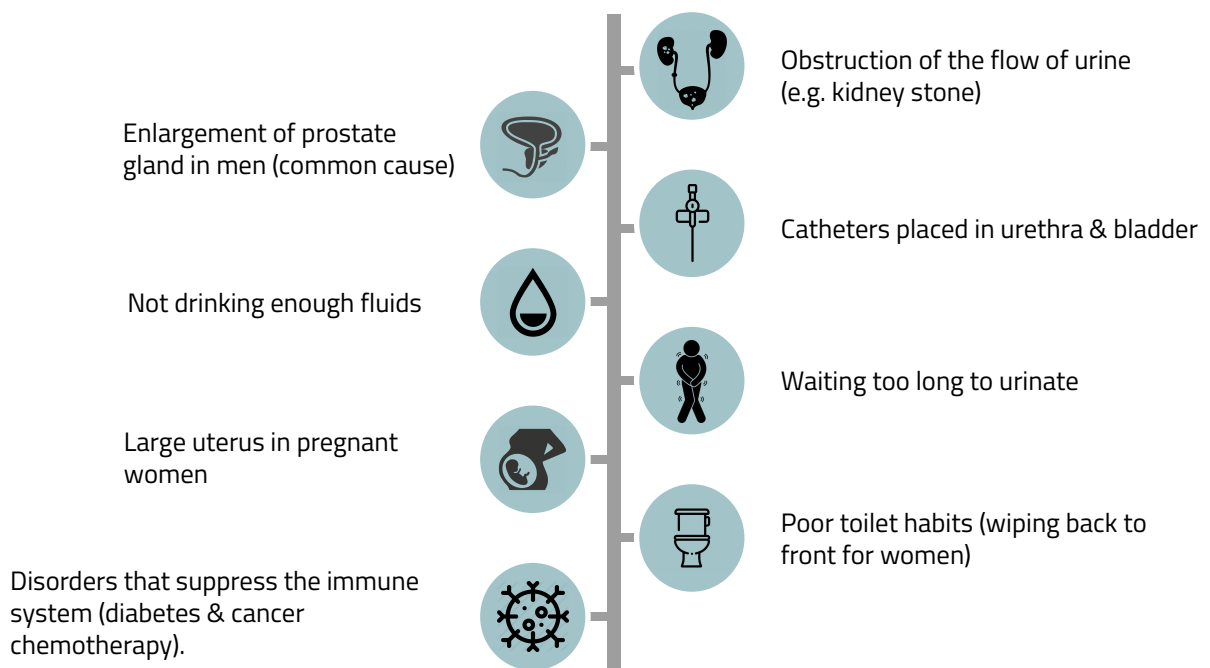 Obstruction of the flow of urine
(e.g. kidney stone)
Enlargement of prostate
gland in men (common cause)
Catheters placed in urethra & bladder
Not drinking enough fluids
Waiting too long to urinate
Large uterus in pregnant
women
Poor toilet habits (wiping back to
front for women)
Disorders that suppress the immune
system (diabetes & cancer
chemotherapy).